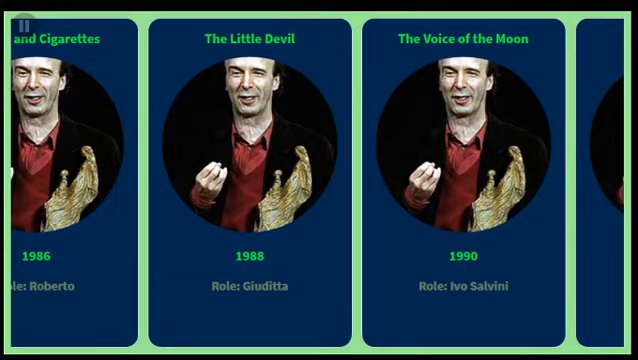 and Cigarettes
1986
le: Roberto
The Little Devil
1988
Role: Giuditta
The Voice of the Moon
1990
Role: Ivo Salvini